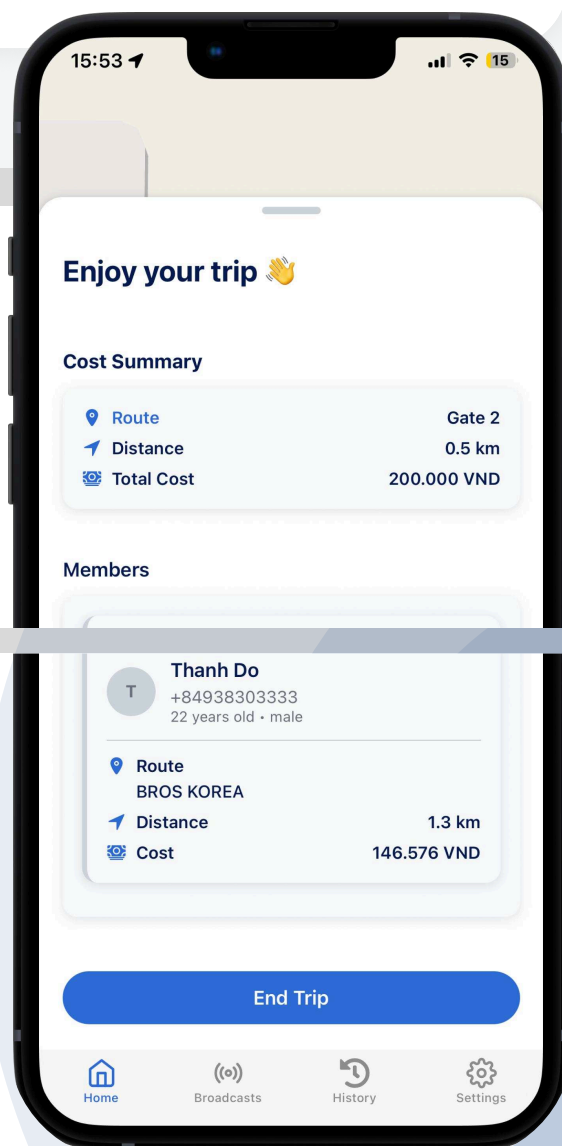 15:53
15
Enjoy your trip 👋
Cost Summary
Route Gate 2
Distance 0.5 km
Total Cost 200.000 VND
Members
T
Thanh Do
+84938303333
22 years old • male
Route
BROS KOREA
Distance 1.3 km
Cost 146.576 VND
End Trip
Home Broadcasts History Settings